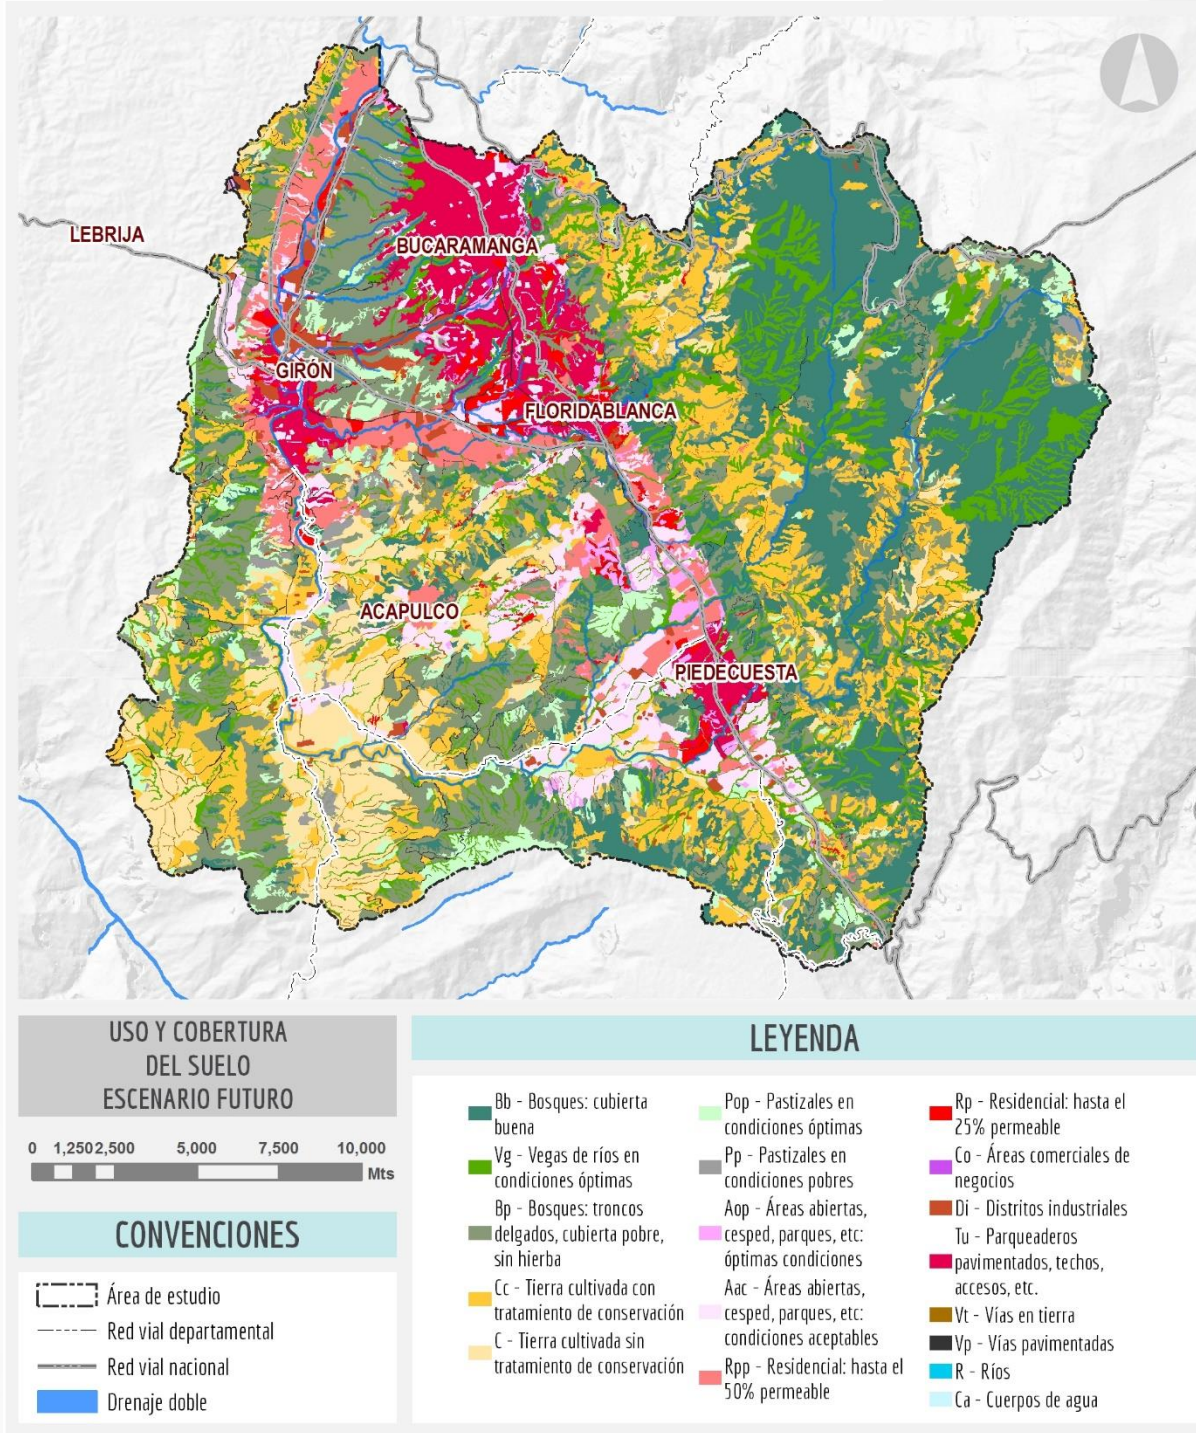 LEBRIJA
BUCARAMANGA
GIRÓN
FLORIDABLANCA
ACAPULCO
PIEDECUESTA
USO Y COBERTURA
DEL SUELO
ESCENARIO FUTURO
0 1,250 2,500 5,000 7,500 10,000
Mts
CONVENCIONES
Área de estudio
Red vial departamental
Red vial nacional
Drenaje doble
LEYENDA
Bb - Bosques: cubierta
buena
Vg - Vegas de ríos en
condiciones óptimas
Bp - Bosques: troncos
delgados, cubierta pobre,
sin hierba
Cc - Tierra cultivada con
tratamiento de conservación
C - Tierra cultivada sin
tratamiento de conservación
Pop - Pastizales en
condiciones óptimas
Pp - Pastizales en
condiciones pobres
Aop - Áreas abiertas,
cesped, parques, etc:
óptimas condiciones
Aac - Áreas abiertas,
cesped, parques, etc:
condiciones aceptables
Rpp - Residencial: hasta el
50% permeable
Rp - Residencial: hasta el
25% permeable
Co - Áreas comerciales de
negocios
Di - Distritos industriales
Tu - Parqueaderos
pavimentados, techos,
accesos, etc.
Vt - Vías en tierra
Vp - Vías pavimentadas
R - Ríos
Ca - Cuerpos de agua